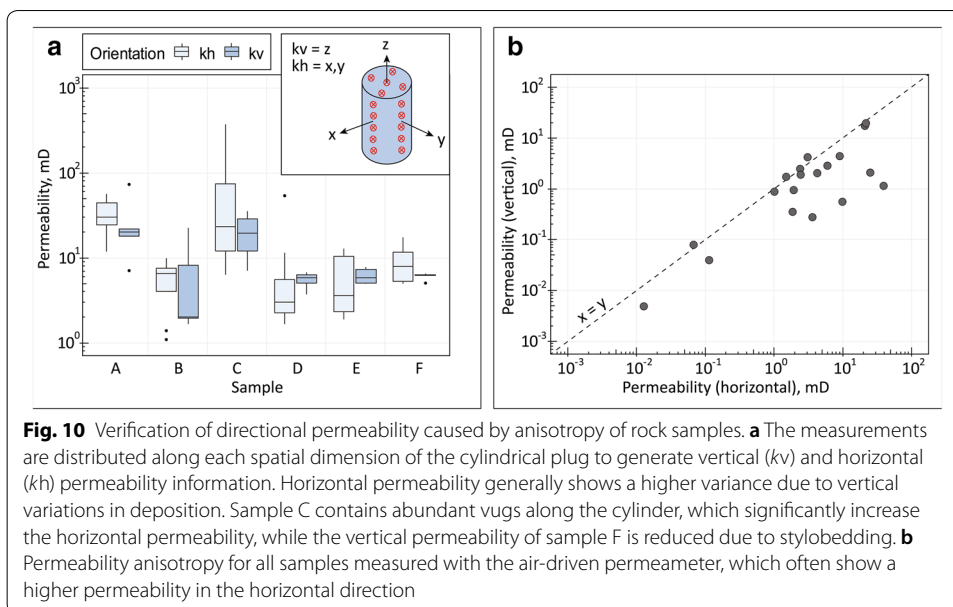 a
Orientation kh kv
kv = z
kh = x,y
z
x
y
Permeability, mD
10³
10²
10¹
10⁰
A B C D E F
Sample
b
Permeability (vertical), mD
10²
10¹
10⁰
10⁻¹
10⁻²
10⁻³
x = y
10⁻³ 10⁻² 10⁻¹ 10⁰ 10¹ 10²
Permeability (horizontal), mD
Fig. 10 Verification of directional permeability caused by anisotropy of rock samples. a The measurements
are distributed along each spatial dimension of the cylindrical plug to generate vertical (kv) and horizontal
(kh) permeability information. Horizontal permeability generally shows a higher variance due to vertical
variations in deposition. Sample C contains abundant vugs along the cylinder, which significantly increase
the horizontal permeability, while the vertical permeability of sample F is reduced due to stylobedding. b
Permeability anisotropy for all samples measured with the air-driven permeameter, which often show a
higher permeability in the horizontal direction